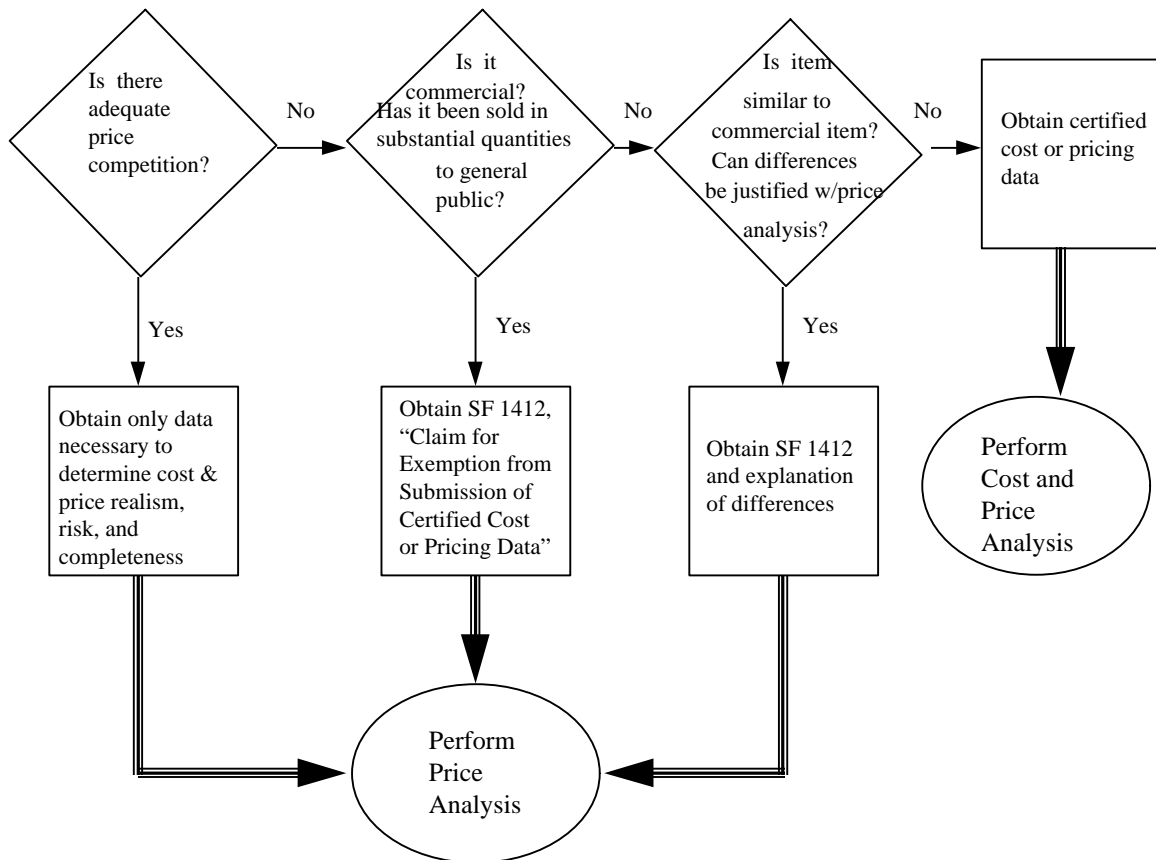 Is there
adequate
price
competition?
No
Is it
commercial?
Has it been sold in
substantial quantities
to general
public?
No
Is item
similar to
commercial item?
Can differences
be justified w/price
analysis?
No
Obtain certified
cost or pricing
data
Yes
Yes
Yes
Obtain only data
necessary to
determine cost &
price realism,
risk, and
completeness
Obtain SF 1412,
“Claim for
Exemption from
Submission of
Certified Cost
or Pricing Data”
Obtain SF 1412
and explanation
of differences
Perform
Cost and
Price
Analysis
Perform
Price
Analysis